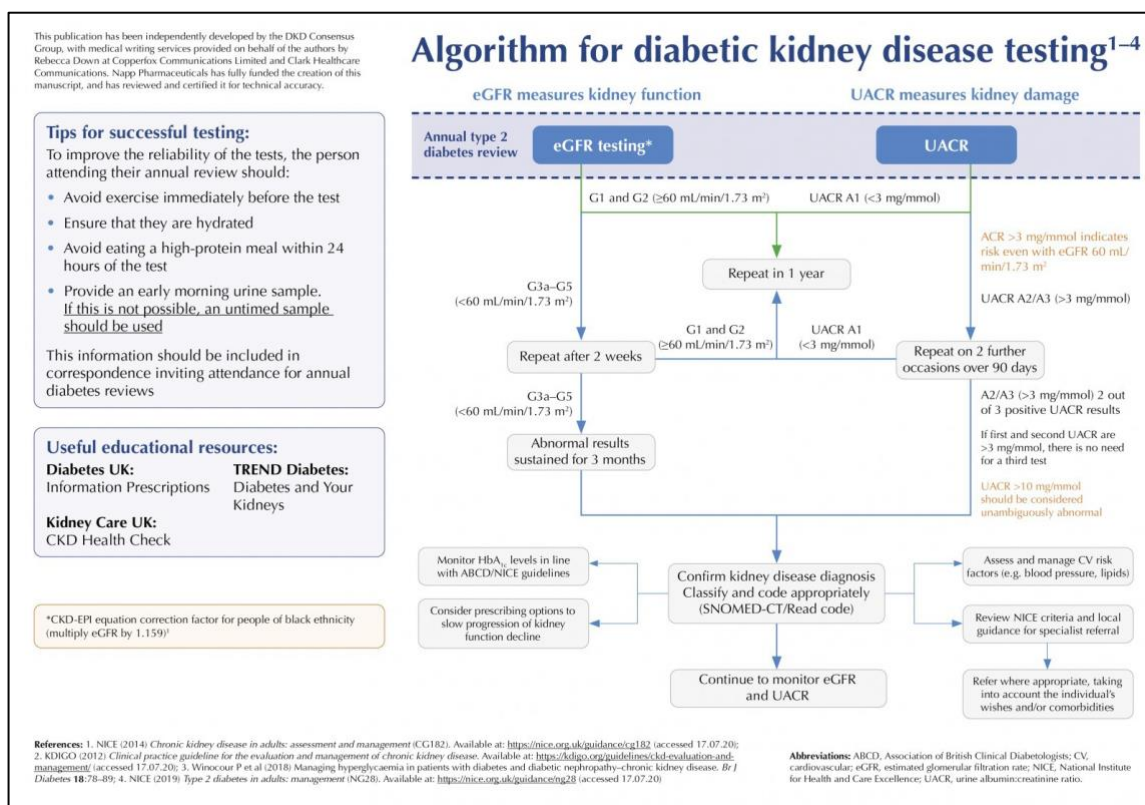 This publication has been independently developed by the DKD Consensus
Group, with medical writing services provided on behalf of the authors by
Rebecca Down at Copperfox Communications Limited and Clark Healthcare
Communications. Napp Pharmaceuticals has fully funded the creation of this
manuscript, and has reviewed and certified it for technical accuracy.
Algorithm for diabetic kidney disease testing¹⁻⁴
eGFR measures kidney function
UACR measures kidney damage
Annual type 2
diabetes review
eGFR testing*
UACR
Tips for successful testing:
To improve the reliability of the tests, the person
attending their annual review should:
• Avoid exercise immediately before the test
• Ensure that they are hydrated
• Avoid eating a high-protein meal within 24
hours of the test
• Provide an early morning urine sample.
If this is not possible, an untimed sample
should be used
This information should be included in
correspondence inviting attendance for annual
diabetes reviews
G1 and G2 (≥60 mL/min/1.73 m²)
UACR A1 (<3 mg/mmol)
Repeat in 1 year
ACR >3 mg/mmol indicates
risk even with eGFR 60 mL/
min/1.73 m²
G3a–G5
(<60 mL/min/1.73 m²)
UACR A2/A3 (>3 mg/mmol)
G1 and G2
(≥60 mL/min/1.73 m²)
UACR A1
(<3 mg/mmol)
Repeat after 2 weeks
Repeat on 2 further
occasions over 90 days
G3a–G5
(<60 mL/min/1.73 m²)
A2/A3 (>3 mg/mmol) 2 out
of 3 positive UACR results
If first and second UACR are
>3 mg/mmol, there is no need
for a third test
Abnormal results
sustained for 3 months
UACR >10 mg/mmol
should be considered
unambiguously abnormal
Useful educational resources:
Diabetes UK:
Information Prescriptions
TREND Diabetes:
Diabetes and Your
Kidneys
Kidney Care UK:
CKD Health Check
Monitor HbA1c levels in line
with ABCD/NICE guidelines
Consider prescribing options to
slow progression of kidney
function decline
Confirm kidney disease diagnosis
Classify and code appropriately
(SNOMED-CT/Read code)
Assess and manage CV risk
factors (e.g. blood pressure, lipids)
Review NICE criteria and local
guidance for specialist referral
Continue to monitor eGFR
and UACR
Refer where appropriate, taking
into account the individual's
wishes and/or comorbidities
*CKD-EPI equation correction factor for people of black ethnicity
(multiply eGFR by 1.159)¹
References: 1. NICE (2014) Chronic kidney disease in adults: assessment and management (CG182). Available at: https://nice.org.uk/guidance/cg182 (accessed 17.07.20);
2. KDIGO (2012) Clinical practice guideline for the evaluation and management of chronic kidney disease. Available at: https://kdigo.org/guidelines/ckd-evaluation-and-
management/ (accessed 17.07.20); 3. Winocour P et al (2018) Managing hyperglycaemia in patients with diabetes and diabetic nephropathy–chronic kidney disease. Br J
Diabetes 18:78–89; 4. NICE (2019) Type 2 diabetes in adults: management (NG28). Available at: https://nice.org.uk/guidance/ng28 (accessed 17.07.20)
Abbreviations: ABCD, Association of British Clinical Diabetologists; CV,
cardiovascular; eGFR, estimated glomerular filtration rate; NICE, National Institute
for Health and Care Excellence; UACR, urine albumin:creatinine ratio.